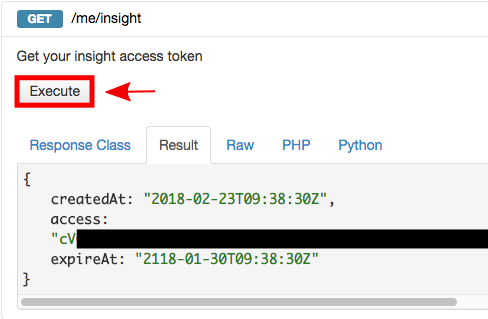 GET /me/insight
Get your insight access token
Execute
Response Class Result Raw PHP Python
{
createdAt: "2018-02-23T09:38:30Z",
access:
"cV
expireAt: "2118-01-30T09:38:30Z"
}